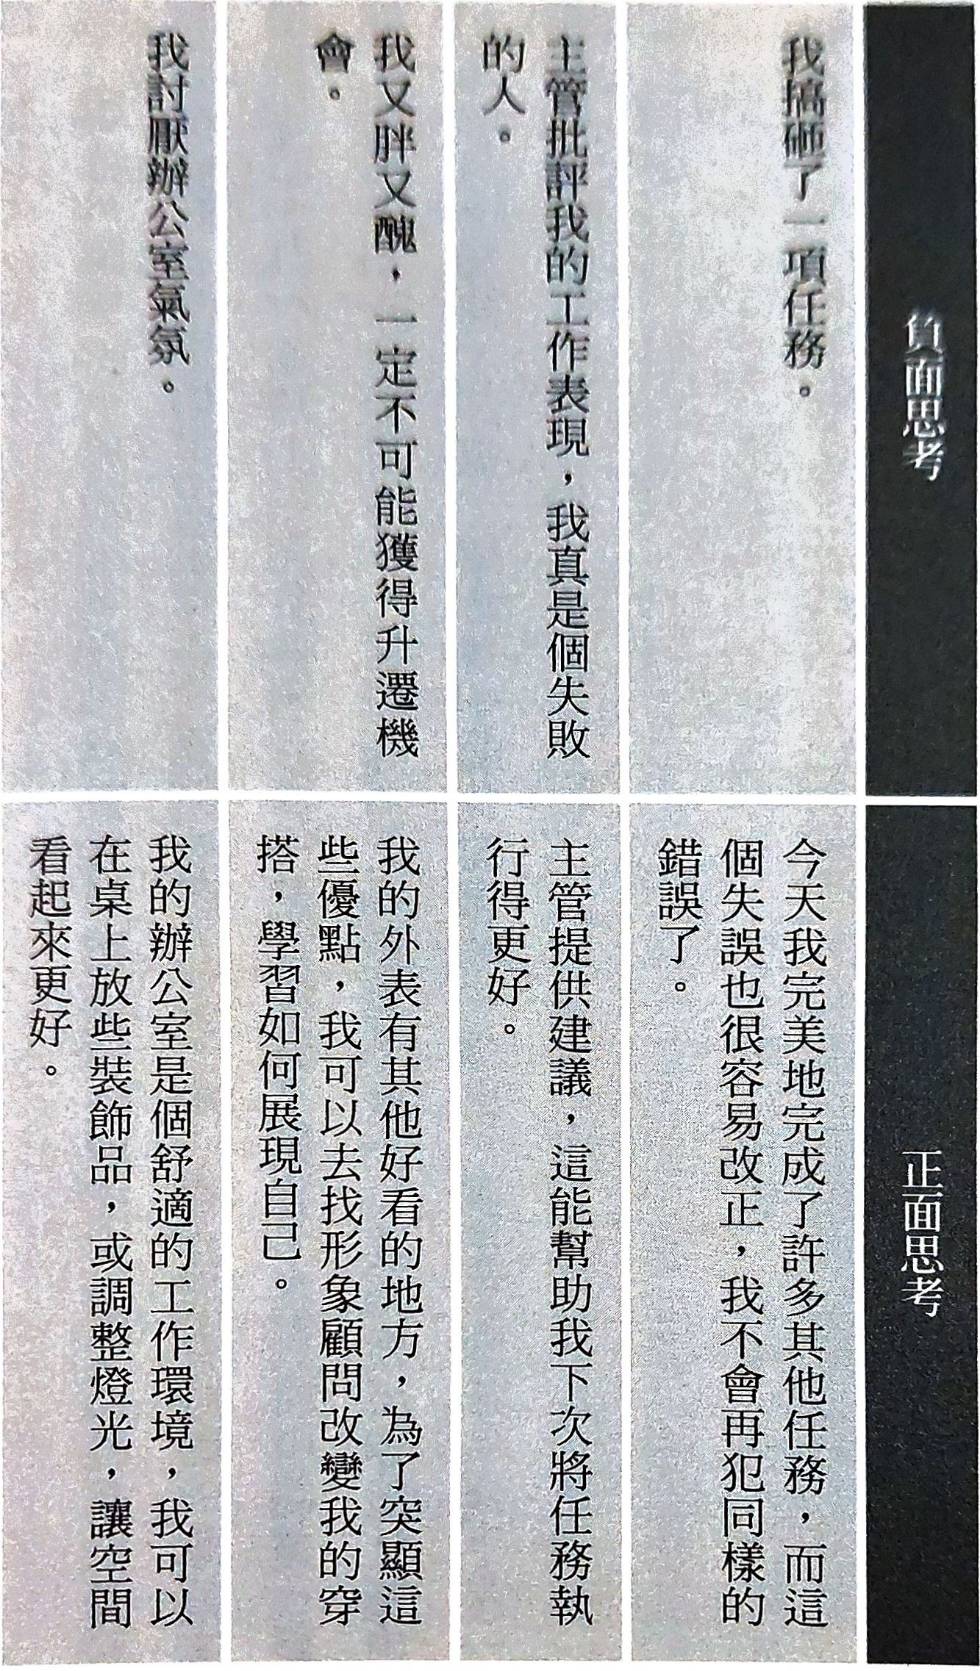 負面思考
正面思考
我搞砸了一項任務。
今天我完美地完成了許多其他任務，而這
個失誤也很容易改正，我不會再犯同樣的
錯誤了。
主管批評我的工作表現，我真是個失敗
的人。
主管提供建議，這能幫助我下次將任務執
行得更好。
我又胖又醜，一定不可能獲得升遷機
會。
我的外表有其他好看的地方，為了突顯這
些優點，我可以去找形象顧問改變我的穿
搭，學習如何展現自己。
我討厭辦公室氣氛。
我的辦公室是個舒適的工作環境，我可以
在桌上放些裝飾品，或調整燈光，讓空間
看起來更好。